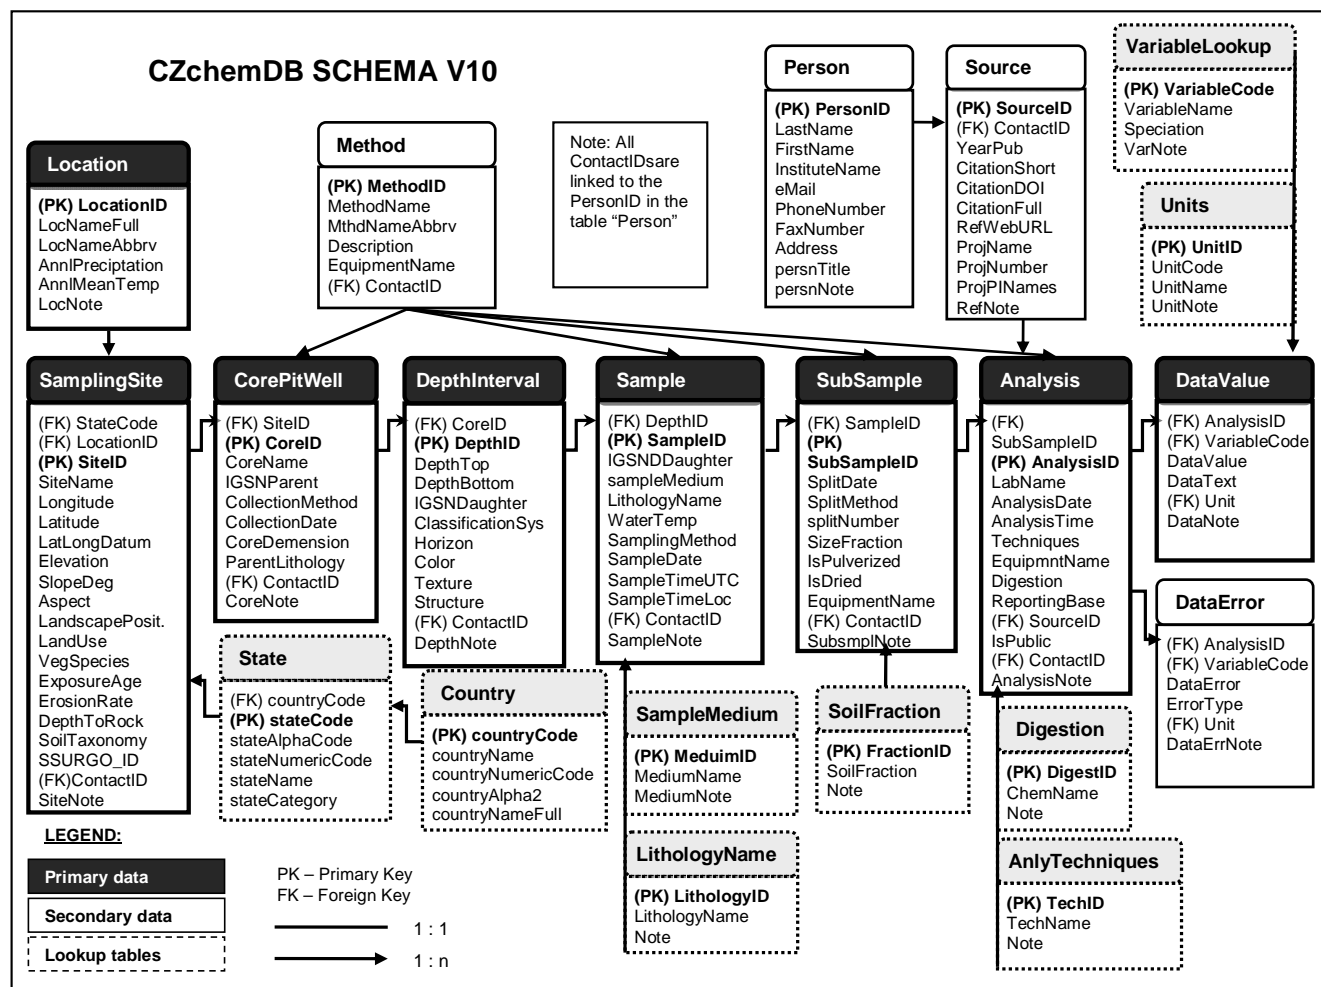 CZchemDB SCHEMA V10
Person
(PK) PersonID
LastName
FirstName
InstituteName
eMail
PhoneNumber
FaxNumber
Address
persnTitle
persnNote
Source
(PK) SourceID
(FK) ContactID
YearPub
CitationShort
CitationDOI
CitationFull
RefWebURL
ProjName
ProjNumber
ProjPINames
RefNote
VariableLookup
(PK) VariableCode
VariableName
Speciation
VarNote
Units
(PK) UnitID
UnitCode
UnitName
UnitNote
Location
(PK) LocationID
LocNameFull
LocNameAbbrv
AnnlPreciptation
AnnlMeanTemp
LocNote
Method
(PK) MethodID
MethodName
MthdNameAbbrv
Description
EquipmentName
(FK) ContactID
Note: All
ContactIDsare
linked to the
PersonID in the
table “Person”
SamplingSite
(FK) StateCode
(FK) LocationID
(PK) SiteID
SiteName
Longitude
Latitude
LatLongDatum
Elevation
SlopeDeg
Aspect
LandscapePosit.
LandUse
VegSpecies
ExposureAge
ErosionRate
DepthToRock
SoilTaxonomy
SSURGO_ID
(FK)ContactID
SiteNote
CorePitWell
(FK) SiteID
(PK) CoreID
CoreName
IGSNParent
CollectionMethod
CollectionDate
CoreDemension
ParentLithology
(FK) ContactID
CoreNote
DepthInterval
(FK) CoreID
(PK) DepthID
DepthTop
DepthBottom
IGSNDaughter
ClassificationSys
Horizon
Color
Texture
Structure
(FK) ContactID
DepthNote
Sample
(FK) DepthID
(PK) SampleID
IGSNDDaughter
sampleMedium
LithologyName
WaterTemp
SamplingMethod
SampleDate
SampleTimeUTC
SampleTimeLoc
(FK) ContactID
SampleNote
SubSample
(FK) SampleID
(PK)
SubSampleID
SplitDate
SplitMethod
splitNumber
SizeFraction
IsPulverized
IsDried
EquipmentName
(FK) ContactID
SubsmplNote
Analysis
(FK)
SubSampleID
(PK) AnalysisID
LabName
AnalysisDate
AnalysisTime
Techniques
EquipmntName
Digestion
ReportingBase
(FK) SourceID
IsPublic
(FK) ContactID
AnalysisNote
DataValue
(FK) AnalysisID
(FK) VariableCode
DataValue
DataText
(FK) Unit
DataNote
DataError
(FK) AnalysisID
(FK) VariableCode
DataError
ErrorType
(FK) Unit
DataErrNote
State
(FK) countryCode
(PK) stateCode
stateAlphaCode
stateNumericCode
stateName
stateCategory
Country
(PK) countryCode
countryName
countryNumericCode
countryAlpha2
countryNameFull
SampleMedium
(PK) MeduimID
MediumName
MediumNote
SoilFraction
(PK) FractionID
SoilFraction
Note
Digestion
(PK) DigestID
ChemName
Note
LithologyName
(PK) LithologyID
LithologyName
Note
AnlyTechniques
(PK) TechID
TechName
Note
LEGEND:
Primary data
Secondary data
Lookup tables
PK – Primary Key
FK – Foreign Key
1 : 1
1 : n